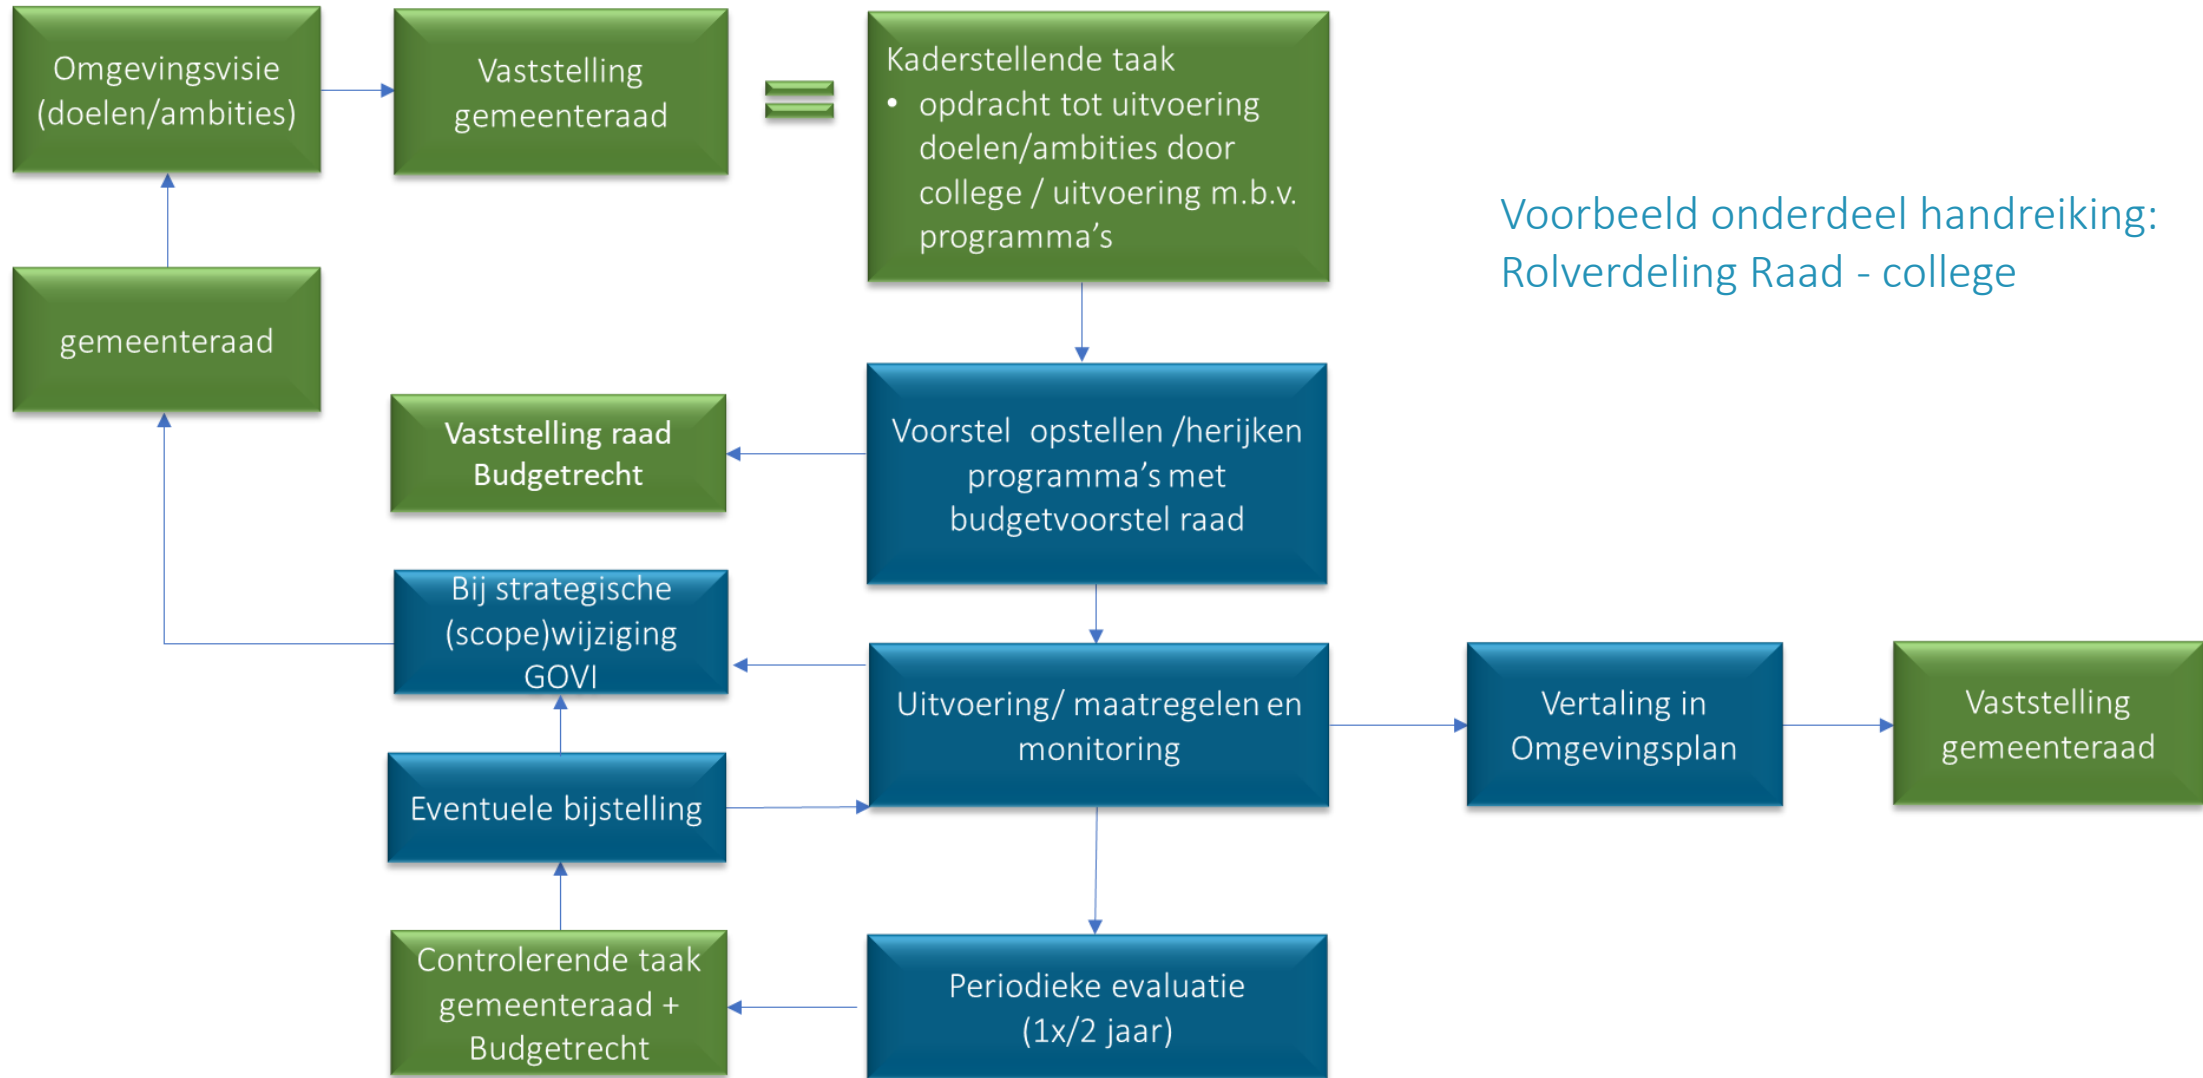 Omgevingsvisie
(doelen/ambities)
Vaststelling
gemeenteraad
Kaderstellende taak
• opdracht tot uitvoering
doelen/ambities door
college / uitvoering m.b.v.
programma’s
Voorbeeld onderdeel handreiking:
Rolverdeling Raad - college
gemeenteraad
Vaststelling raad
Budgetrecht
Voorstel opstellen /herijken
programma’s met
budgetvoorstel raad
Bij strategische
(scope)wijziging
GOVI
Uitvoering/ maatregelen en
monitoring
Vertaling in
Omgevingsplan
Vaststelling
gemeenteraad
Eventuele bijstelling
Controlerende taak
gemeenteraad +
Budgetrecht
Periodieke evaluatie
(1x/2 jaar)